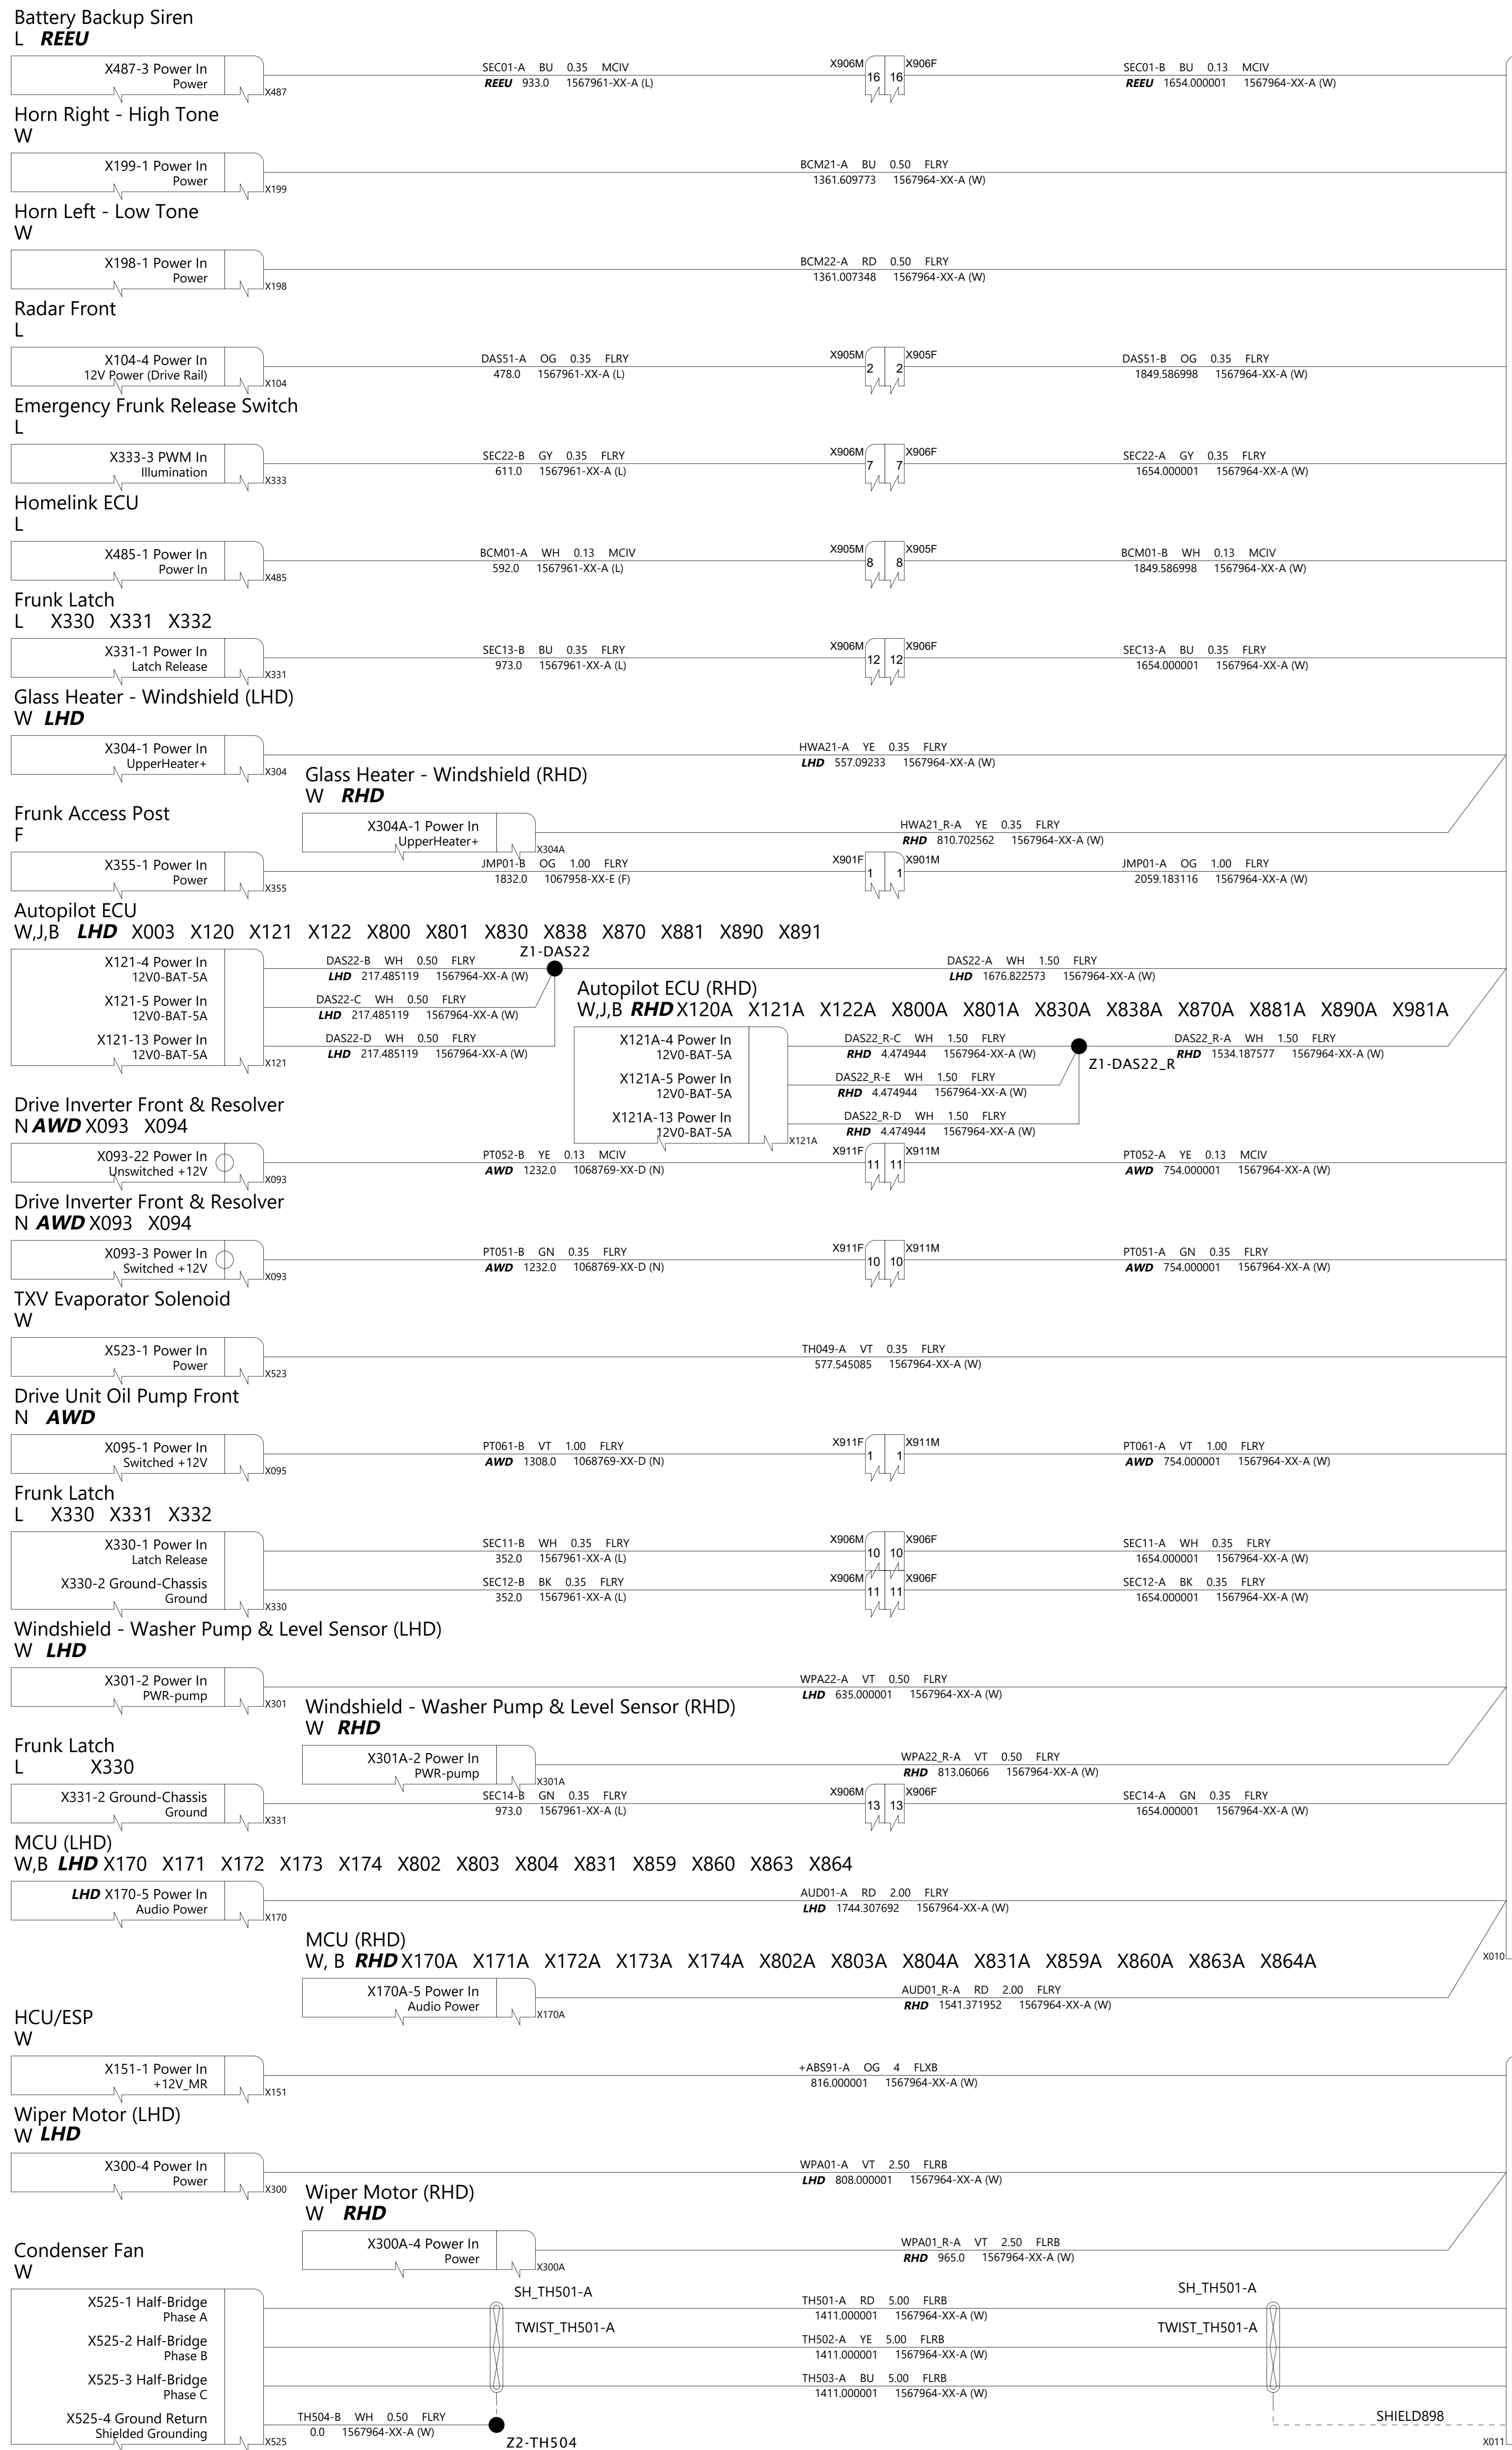 Battery Backup Siren
L REEU
X487-3 Power In
Power
X487
SEC01-A BU 0.35 MCIV
REEU 933.0 1567961-XX-A (L)
X906M 16 16 X906F
SEC01-B BU 0.13 MCIV
REEU 1654.000001 1567964-XX-A (W)
Horn Right - High Tone
W
X199-1 Power In
Power
X199
BCM21-A BU 0.50 FLRY
1361.609773 1567964-XX-A (W)
Horn Left - Low Tone
W
X198-1 Power In
Power
X198
BCM22-A RD 0.50 FLRY
1361.007348 1567964-XX-A (W)
Radar Front
L
X104-4 Power In
12V Power (Drive Rail)
X104
DAS51-A OG 0.35 FLRY
478.0 1567961-XX-A (L)
X905M 2 2 X905F
DAS51-B OG 0.35 FLRY
1849.586998 1567964-XX-A (W)
Emergency Frunk Release Switch
L
X333-3 PWM In
Illumination
X333
SEC22-B GY 0.35 FLRY
611.0 1567961-XX-A (L)
X906M 7 7 X906F
SEC22-A GY 0.35 FLRY
1654.000001 1567964-XX-A (W)
Homelink ECU
L
X485-1 Power In
Power In
X485
BCM01-A WH 0.13 MCIV
592.0 1567961-XX-A (L)
X905M 8 8 X905F
BCM01-B WH 0.13 MCIV
1849.586998 1567964-XX-A (W)
Frunk Latch
L X330 X331 X332
X331-1 Power In
Latch Release
X331
SEC13-B BU 0.35 FLRY
973.0 1567961-XX-A (L)
X906M 12 12 X906F
SEC13-A BU 0.35 FLRY
1654.000001 1567964-XX-A (W)
Glass Heater - Windshield (LHD)
W LHD
X304-1 Power In
UpperHeater+
X304
HWA21-A YE 0.35 FLRY
LHD 557.09233 1567964-XX-A (W)
Glass Heater - Windshield (RHD)
W RHD
X304A-1 Power In
UpperHeater+
X304A
HWA21_R-A YE 0.35 FLRY
RHD 810.702562 1567964-XX-A (W)
Frunk Access Post
F
X355-1 Power In
Power
X355
JMP01-B OG 1.00 FLRY
1832.0 1067958-XX-E (F)
X901F 1 1 X901M
JMP01-A OG 1.00 FLRY
2059.183116 1567964-XX-A (W)
Autopilot ECU
W,J,B LHD X003 X120 X121 X122 X800 X801 X830 X838 X870 X881 X890 X891
X121-4 Power In
12V0-BAT-5A
X121-5 Power In
12V0-BAT-5A
X121-13 Power In
12V0-BAT-5A
X121
DAS22-B WH 0.50 FLRY
LHD 217.485119 1567964-XX-A (W)
DAS22-C WH 0.50 FLRY
LHD 217.485119 1567964-XX-A (W)
DAS22-D WH 0.50 FLRY
LHD 217.485119 1567964-XX-A (W)
Z1-DAS22
DAS22-A WH 1.50 FLRY
LHD 1676.822573 1567964-XX-A (W)
Autopilot ECU (RHD)
W,J,B RHD X120A X121A X122A X800A X801A X830A X838A X870A X881A X890A X981A
X121A-4 Power In
12V0-BAT-5A
X121A-5 Power In
12V0-BAT-5A
X121A-13 Power In
12V0-BAT-5A
X121A
DAS22_R-C WH 1.50 FLRY
RHD 4.474944 1567964-XX-A (W)
DAS22_R-E WH 1.50 FLRY
RHD 4.474944 1567964-XX-A (W)
DAS22_R-D WH 1.50 FLRY
RHD 4.474944 1567964-XX-A (W)
Z1-DAS22_R
DAS22_R-A WH 1.50 FLRY
RHD 1534.187577 1567964-XX-A (W)
Drive Inverter Front & Resolver
N AWD X093 X094
X093-22 Power In
Unswitched +12V
X093
PT052-B YE 0.13 MCIV
AWD 1232.0 1068769-XX-D (N)
X911F 11 11 X911M
PT052-A YE 0.13 MCIV
AWD 754.000001 1567964-XX-A (W)
Drive Inverter Front & Resolver
N AWD X093 X094
X093-3 Power In
Switched +12V
X093
PT051-B GN 0.35 FLRY
AWD 1232.0 1068769-XX-D (N)
X911F 10 10 X911M
PT051-A GN 0.35 FLRY
AWD 754.000001 1567964-XX-A (W)
TXV Evaporator Solenoid
W
X523-1 Power In
Power
X523
TH049-A VT 0.35 FLRY
577.545085 1567964-XX-A (W)
Drive Unit Oil Pump Front
N AWD
X095-1 Power In
Switched +12V
X095
PT061-B VT 1.00 FLRY
AWD 1308.0 1068769-XX-D (N)
X911F 1 1 X911M
PT061-A VT 1.00 FLRY
AWD 754.000001 1567964-XX-A (W)
Frunk Latch
L X330 X331 X332
X330-1 Power In
Latch Release
X330-2 Ground-Chassis
Ground
X330
SEC11-B WH 0.35 FLRY
352.0 1567961-XX-A (L)
X906M 10 10 X906F
SEC11-A WH 0.35 FLRY
1654.000001 1567964-XX-A (W)
SEC12-B BK 0.35 FLRY
352.0 1567961-XX-A (L)
X906M 11 11 X906F
SEC12-A BK 0.35 FLRY
1654.000001 1567964-XX-A (W)
Windshield - Washer Pump & Level Sensor (LHD)
W LHD
X301-2 Power In
PWR-pump
X301
WPA22-A VT 0.50 FLRY
LHD 635.000001 1567964-XX-A (W)
Windshield - Washer Pump & Level Sensor (RHD)
W RHD
X301A-2 Power In
PWR-pump
X301A
WPA22_R-A VT 0.50 FLRY
RHD 813.06066 1567964-XX-A (W)
Frunk Latch
L X330
X331-2 Ground-Chassis
Ground
X331
SEC14-B GN 0.35 FLRY
973.0 1567961-XX-A (L)
X906M 13 13 X906F
SEC14-A GN 0.35 FLRY
1654.000001 1567964-XX-A (W)
MCU (LHD)
W,B LHD X170 X171 X172 X173 X174 X802 X803 X804 X831 X859 X860 X863 X864
LHD X170-5 Power In
Audio Power
X170
AUD01-A RD 2.00 FLRY
LHD 1744.307692 1567964-XX-A (W)
MCU (RHD)
W, B RHD X170A X171A X172A X173A X174A X802A X803A X804A X831A X859A X860A X863A X864A
X010
X170A-5 Power In
Audio Power
X170A
AUD01_R-A RD 2.00 FLRY
RHD 1541.371952 1567964-XX-A (W)
HCU/ESP
W
X151-1 Power In
+12V_MR
X151
+ABS91-A OG 4 FLXB
816.000001 1567964-XX-A (W)
Wiper Motor (LHD)
W LHD
X300-4 Power In
Power
X300
WPA01-A VT 2.50 FLRB
LHD 808.000001 1567964-XX-A (W)
Wiper Motor (RHD)
W RHD
X300A-4 Power In
Power
X300A
WPA01_R-A VT 2.50 FLRB
RHD 965.0 1567964-XX-A (W)
Condenser Fan
W
X525-1 Half-Bridge
Phase A
X525-2 Half-Bridge
Phase B
X525-3 Half-Bridge
Phase C
X525-4 Ground Return
Shielded Grounding
X525
SH_TH501-A
TWIST_TH501-A
TH501-A RD 5.00 FLRB
1411.000001 1567964-XX-A (W)
TH502-A YE 5.00 FLRB
1411.000001 1567964-XX-A (W)
TH503-A BU 5.00 FLRB
1411.000001 1567964-XX-A (W)
SH_TH501-A
TWIST_TH501-A
TH504-B WH 0.50 FLRY
0.0 1567964-XX-A (W)
Z2-TH504
SHIELD898
X011